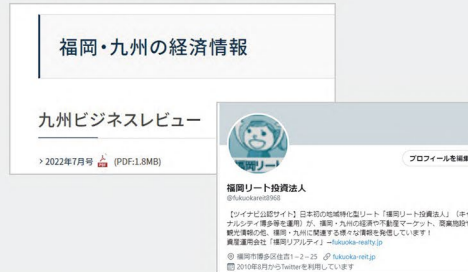 福岡・九州の経済情報
九州ビジネスレビュー
> 2022年7月号 (PDF:1.8MB)
福岡リー
プロフィールを編集
福岡リート投資法人
@fukuokareit8968
【ツイナビ公認サイト】日本初の地域特化型リート「福岡リート投資法人」（キャ
ナルシティ博多等を運用）が、福岡・九州の経済や不動産マーケット、商業施設や
観光情報の他、福岡・九州に関連する様々な情報を発信しています！
資産運用会社「福岡リアルティ」→fukuoka-realty.jp
福岡市博多区住吉1－2－25 fukuoka-reit.jp
2010年8月からTwitterを利用しています